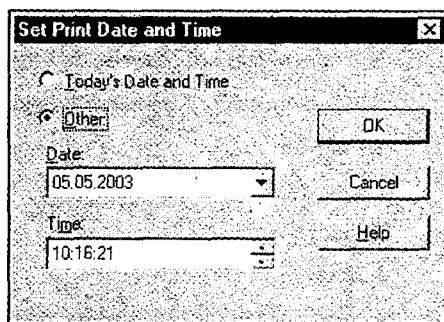 Set Print Date and Time
Today's Date and Time
Other
OK
Date:
05.05.2003
Cancel
Time:
10:16:21
Help